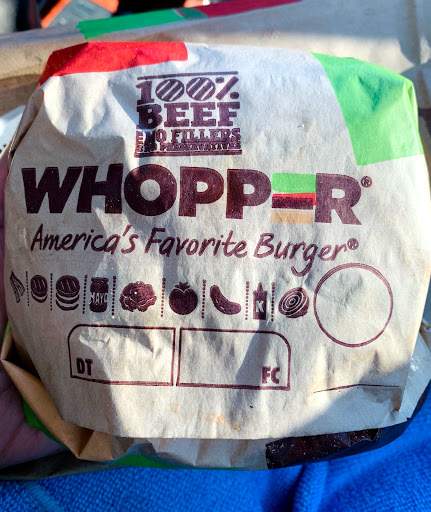 100%
BEEF
NO FILLERS
NO PRESERVATIVES
WHOPPER®
America's Favorite Burger®
MAYO
K
DT
FC